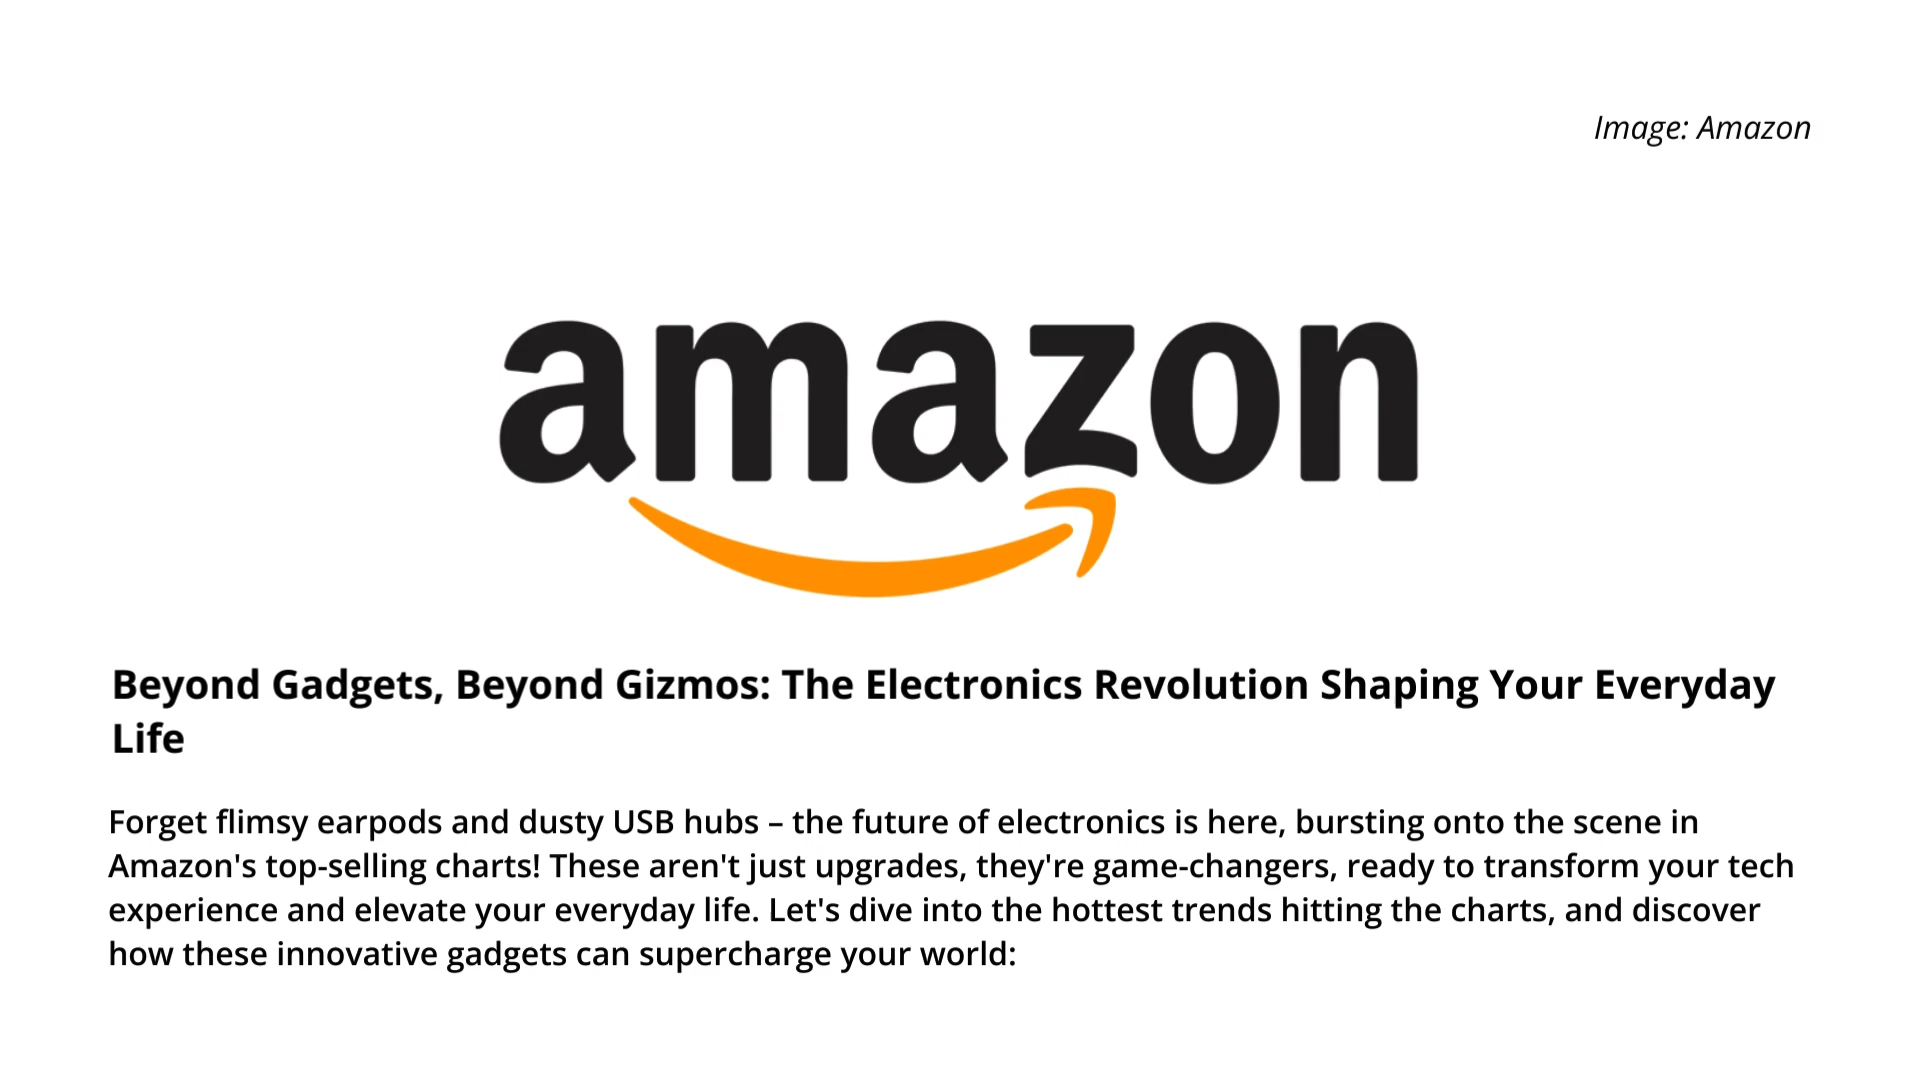 Image: Amazon
amazon
Beyond Gadgets, Beyond Gizmos: The Electronics Revolution Shaping Your Everyday
Life
Forget flimsy earpods and dusty USB hubs – the future of electronics is here, bursting onto the scene in
Amazon's top-selling charts! These aren't just upgrades, they're game-changers, ready to transform your tech
experience and elevate your everyday life. Let's dive into the hottest trends hitting the charts, and discover
how these innovative gadgets can supercharge your world: